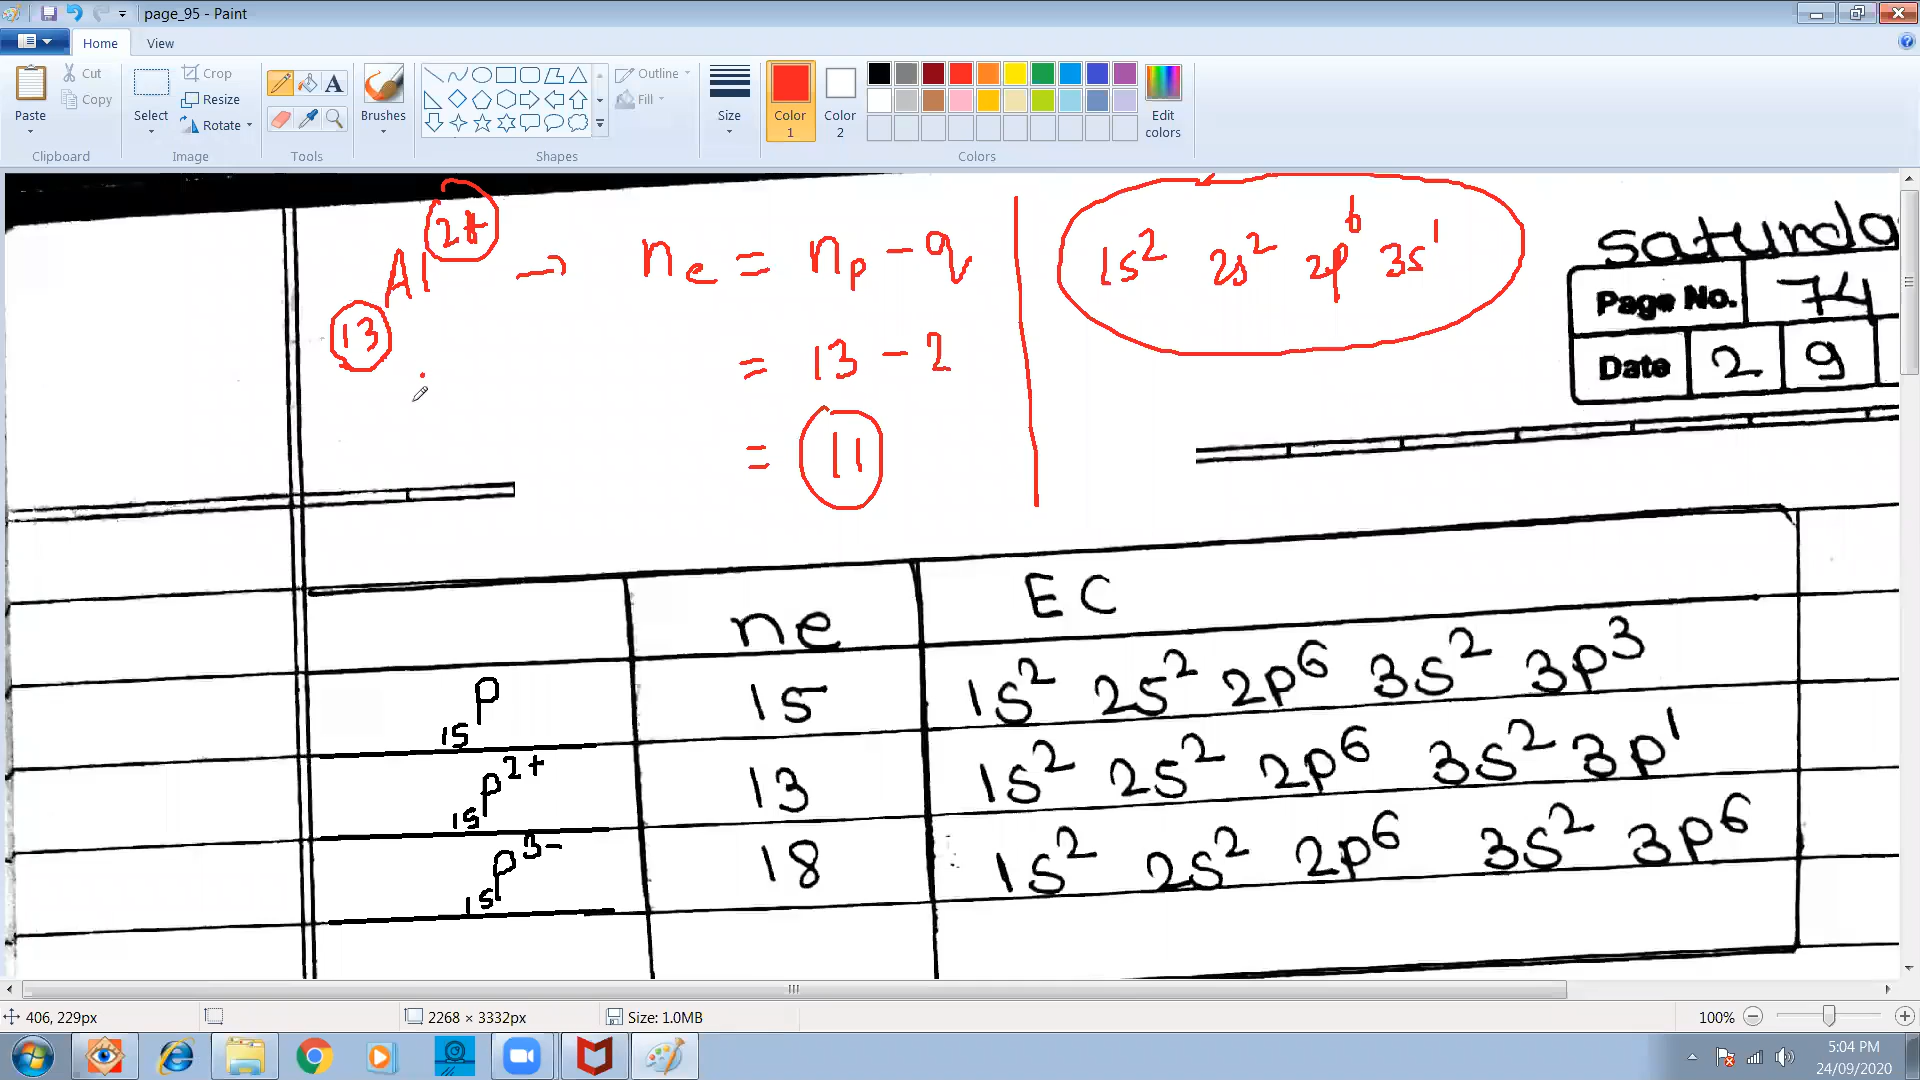 page_95 - Paint
Home View
Paste Cut Copy Select Crop Resize Rotate Brushes Outline Fill Size Color 1 Color 2 Edit colors
Clipboard Image Tools Shapes Colors
13Al2+ → ne = np - q
1s2 2s2 2p6 3s1
= 13 - 2
= 11
saturda
Page No. 74
Date 2 9
ne EC
15P 15 1s2 2s2 2p6 3s2 3p3
15P2+ 13 1s2 2s2 2p6 3s2 3p1
15P3- 18 1s2 2s2 2p6 3s2 3p6
406, 229px 2268 × 3332px Size: 1.0MB 100%
5:04 PM
24/09/2020